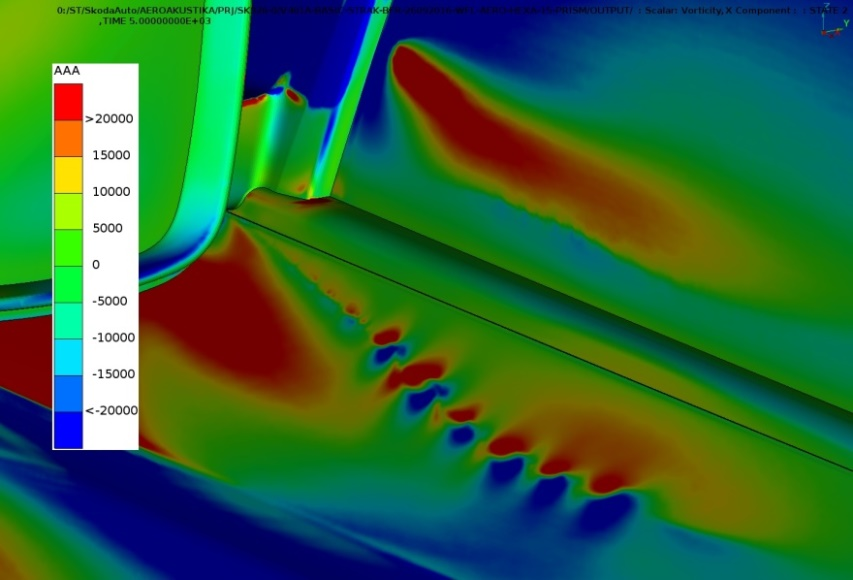 0:/ST/SkodaAuto/AEROAKUSTIKA/PRJ/
OUTPUT/ : Scalar: Vorticity, X Component : : STATE 2
,TIME 5.00000000E+03
Y
AAA
>20000
15000
10000
5000
0
-5000
-10000
-15000
<-20000